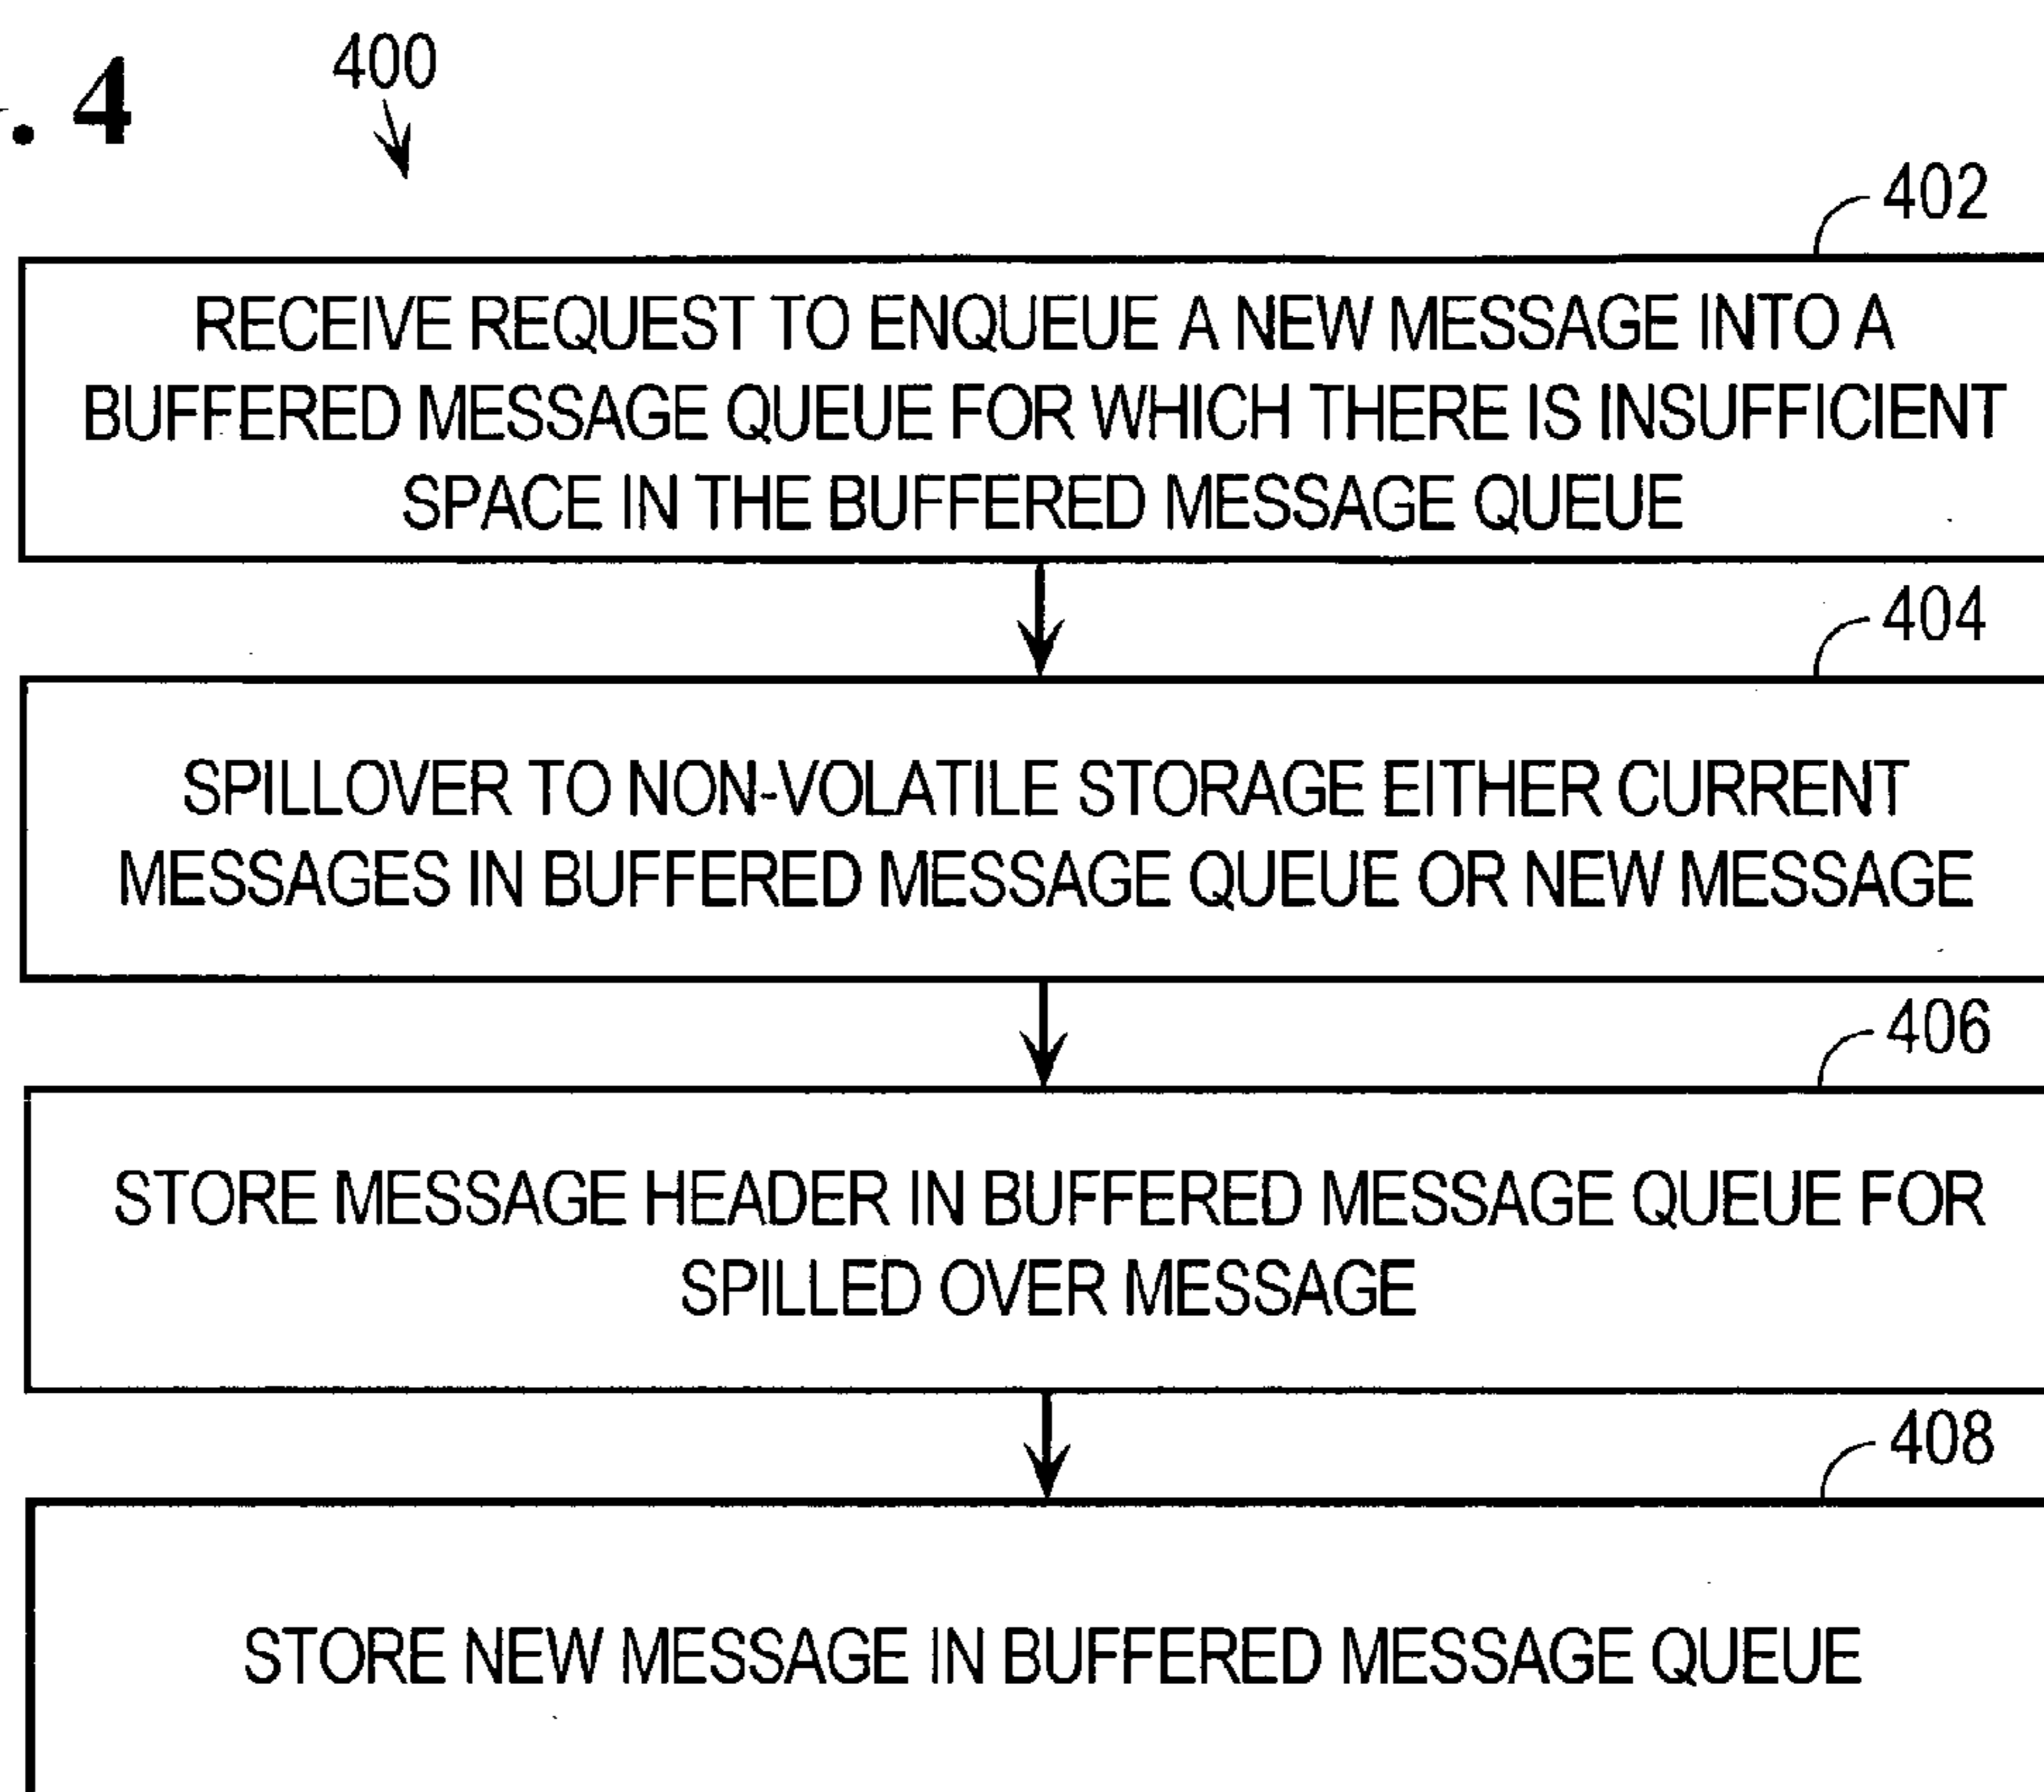 . 4
400
402
RECEIVE REQUEST TO ENQUEUE A NEW MESSAGE INTO A
BUFFERED MESSAGE QUEUE FOR WHICH THERE IS INSUFFICIENT
SPACE IN THE BUFFERED MESSAGE QUEUE
404
SPILLOVER TO NON-VOLATILE STORAGE EITHER CURRENT
MESSAGES IN BUFFERED MESSAGE QUEUE OR NEW MESSAGE
406
STORE MESSAGE HEADER IN BUFFERED MESSAGE QUEUE FOR
SPILLED OVER MESSAGE
408
STORE NEW MESSAGE IN BUFFERED MESSAGE QUEUE